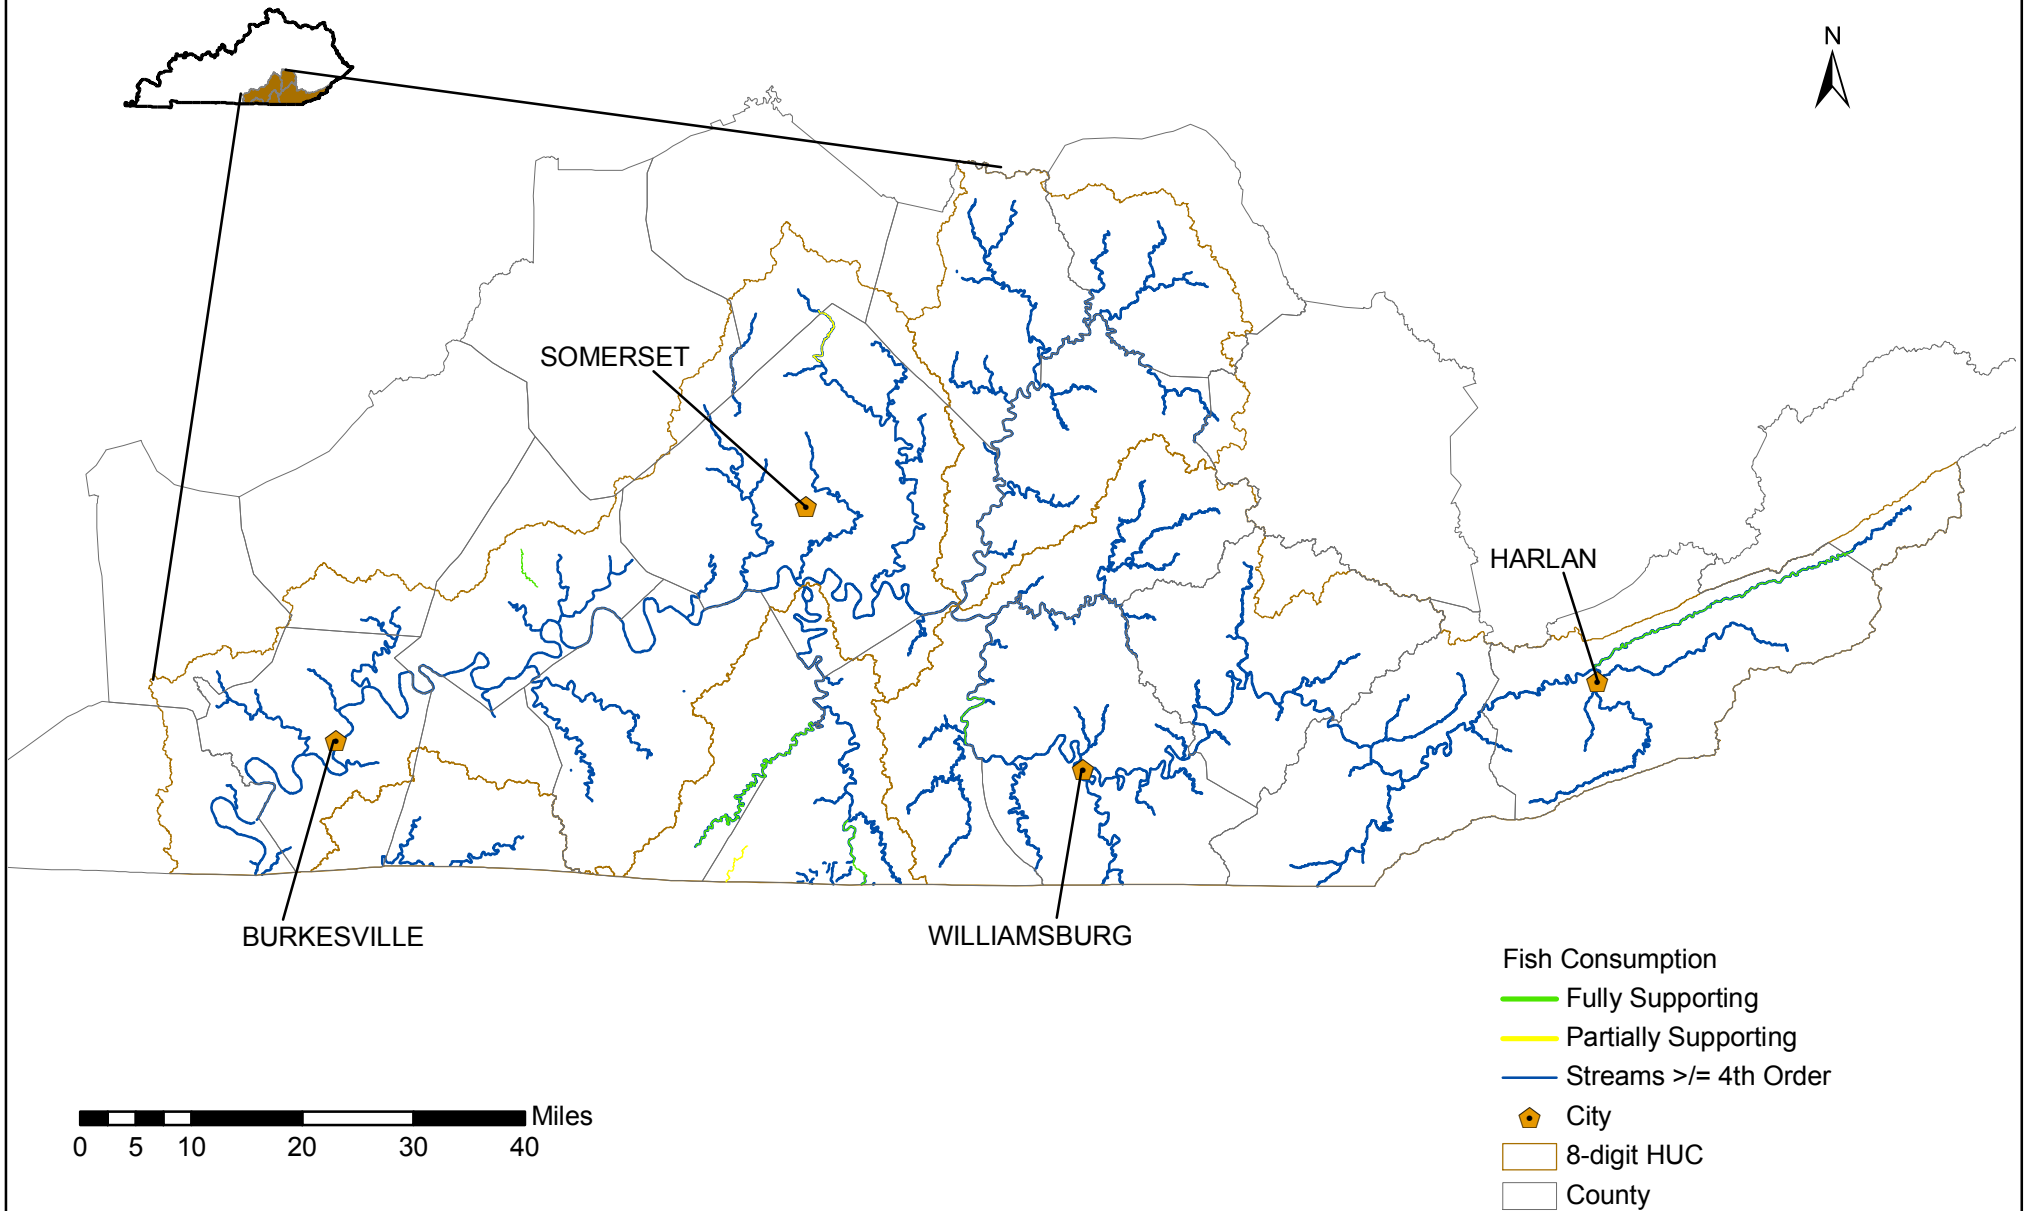 N
SOMERSET
HARLAN
BURKESVILLE
WILLIAMSBURG
Fish Consumption
Fully Supporting
Partially Supporting
Streams >/= 4th Order
City
8-digit HUC
County
Miles
0 5 10 20 30 40